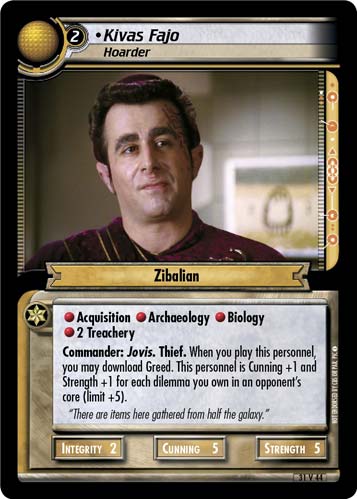 2
•Kivas Fajo
Hoarder
Zibalian
Acquisition Archaeology Biology
2 Treachery
Commander: Jovis. Thief. When you play this personnel,
you may download Greed. This personnel is Cunning +1 and
Strength +1 for each dilemma you own in an opponent's
core (limit +5).
"There are items here gathered from half the galaxy."
INTEGRITY 2
CUNNING 5
STRENGTH 5
31 V 44